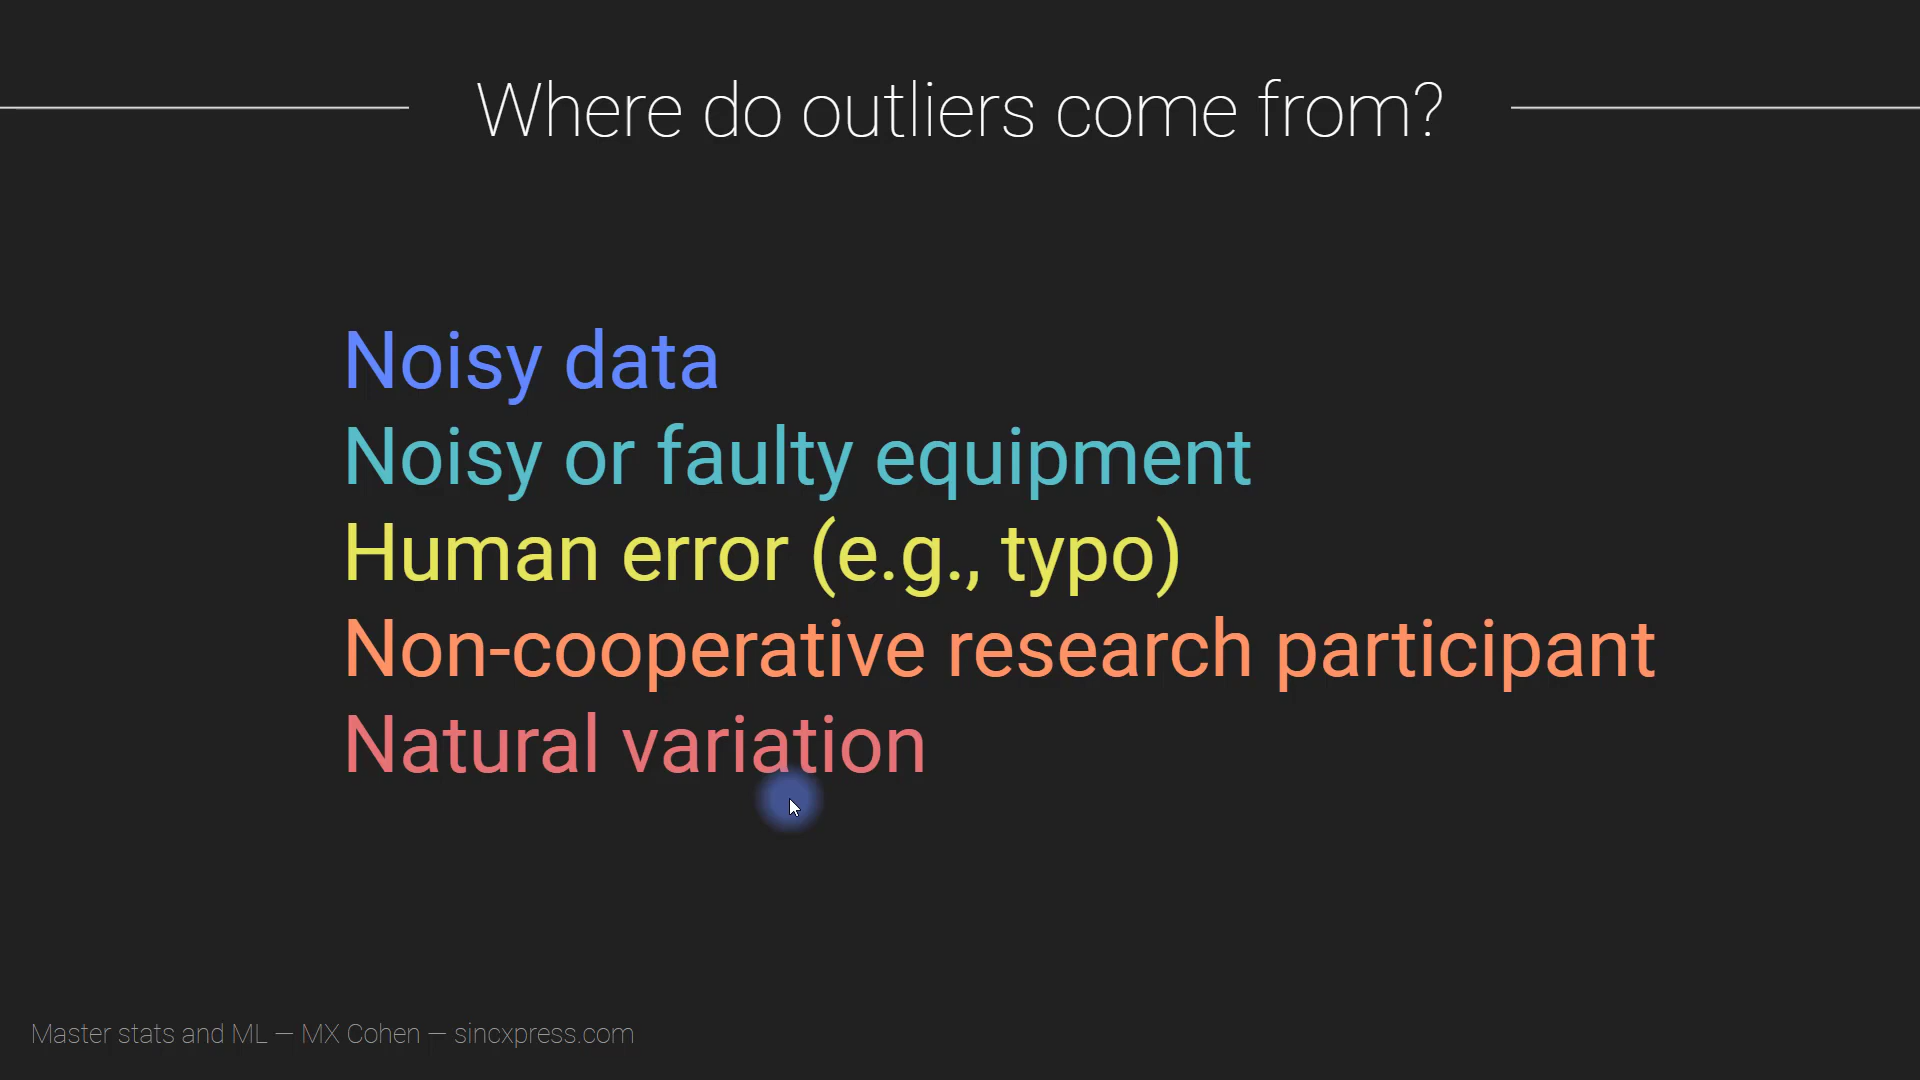 Where do outliers come from?
Noisy data
Noisy or faulty equipment
Human error (e.g., typo)
Non-cooperative research participant
Natural variation
Master stats and ML — MX Cohen — sincxpress.com